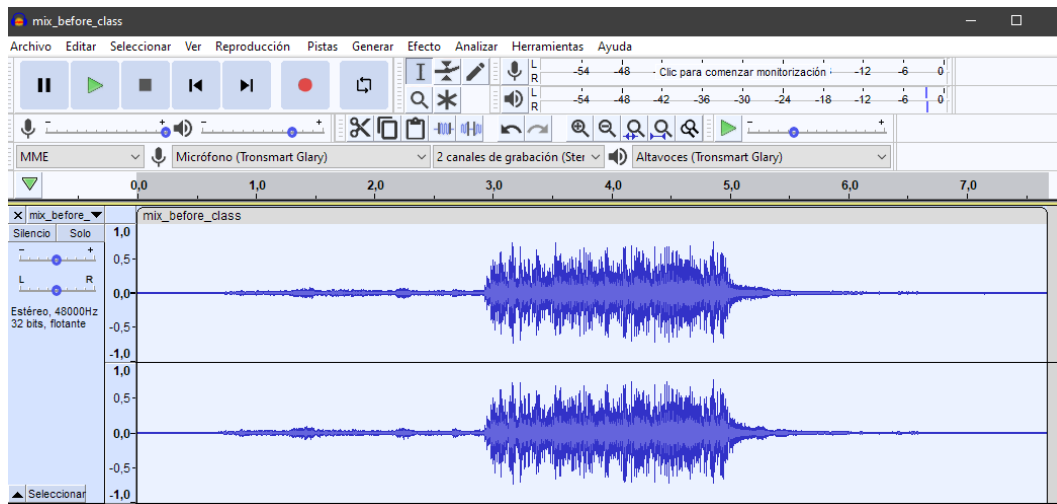 mix_before_class
Archivo Editar Seleccionar Ver Reproducción Pistas Generar Efecto Analizar Herramientas Ayuda
L
R
-54 -48 - Clic para comenzar monitorización -12 -6 0
L
R
-54 -48 -42 -36 -30 -24 -18 -12 -6 0
MME Micrófono (Tronsmart Glary) 2 canales de grabación (Ster Altavoces (Tronsmart Glary)
0,0 1,0 2,0 3,0 4,0 5,0 6,0 7,0
mix_before_ mix_before_class
Silencio Solo
- +
L R
Estéreo, 48000Hz
32 bits, flotante
Seleccionar
1,0
0,5
0,0
-0,5
-1,0
1,0
0,5
0,0
-0,5
-1,0